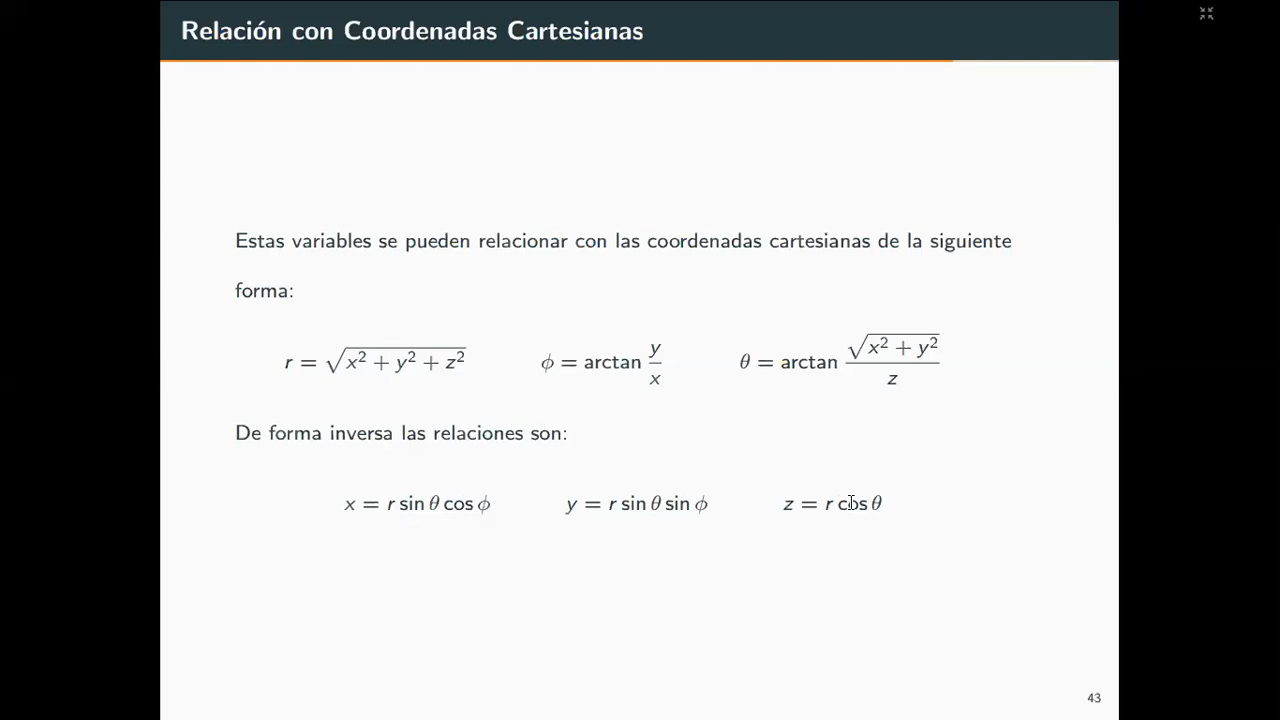 Relación con Coordenadas Cartesianas
Estas variables se pueden relacionar con las coordenadas cartesianas de la siguiente
forma:
r = √(x² + y² + z²)    ϕ = arctan y/x    θ = arctan √(x² + y²)/z
De forma inversa las relaciones son:
x = r sin θ cos ϕ    y = r sin θ sin ϕ    z = r cos θ
43